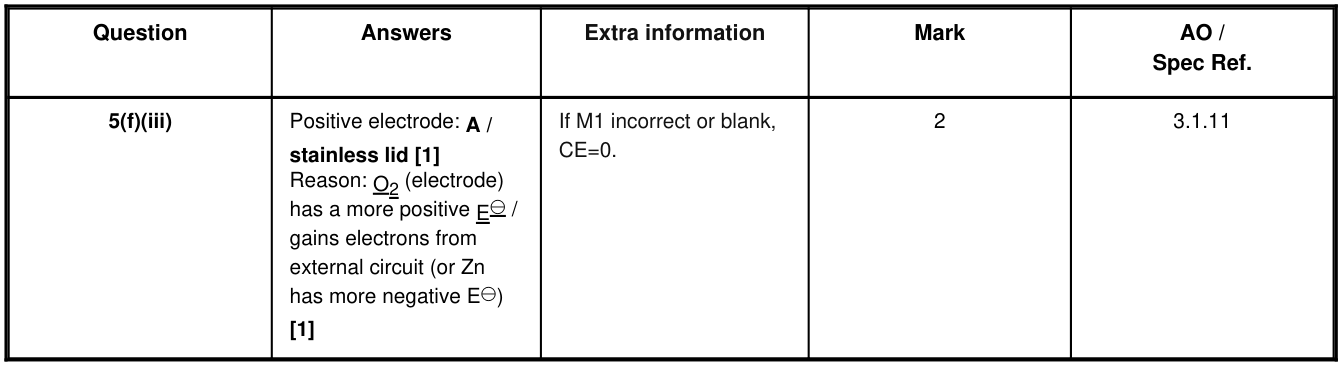 Question Answers Extra information Mark AO /
Spec Ref.
5(f)(iii) Positive electrode: A / If M1 incorrect or blank, 2 3.1.11
stainless lid [1] CE=0.
Reason: O₂ (electrode)
has a more positive E⊖ /
gains electrons from
external circuit (or Zn
has more negative E⊖)
[1]